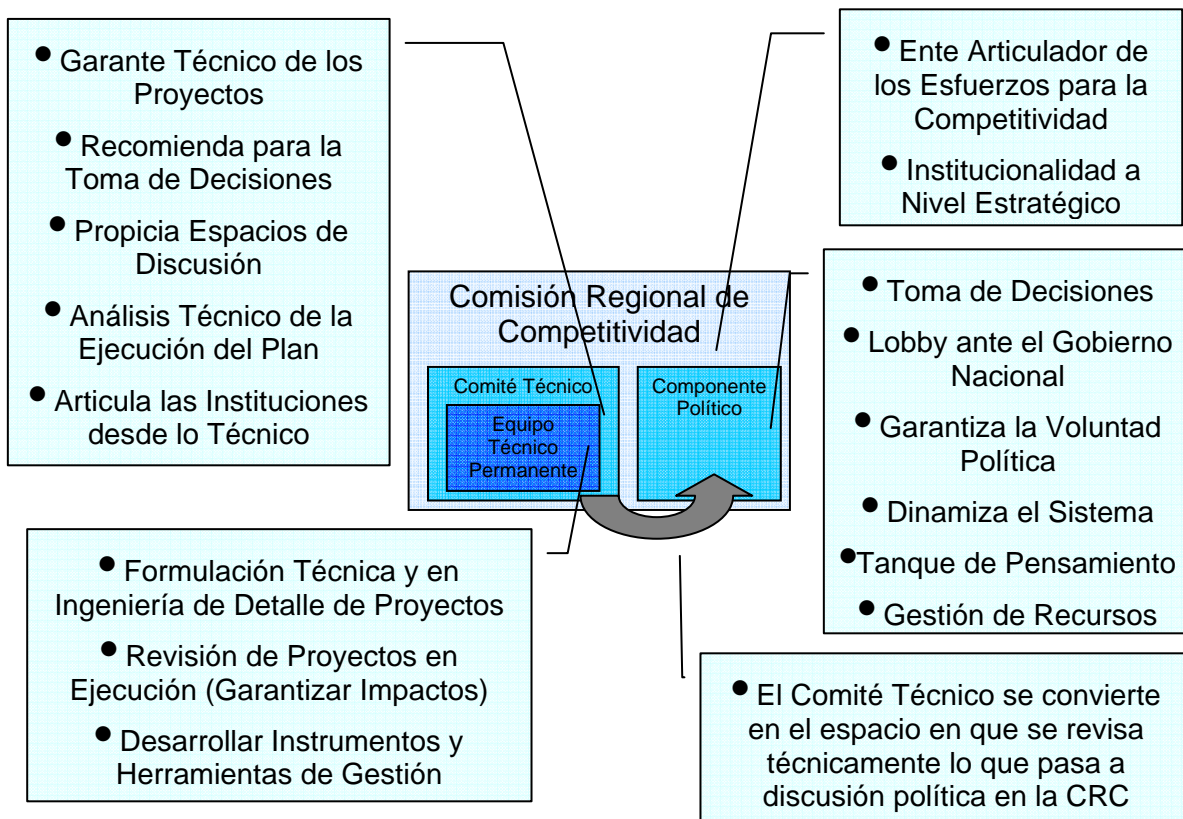 ● Garante Técnico de los
Proyectos
● Recomienda para la
Toma de Decisiones
● Propicia Espacios de
Discusión
● Análisis Técnico de la
Ejecución del Plan
● Articula las Instituciones
desde lo Técnico
● Ente Articulador de
los Esfuerzos para la
Competitividad
● Institucionalidad a
Nivel Estratégico
Comisión Regional de
Competitividad
Comité Técnico
Equipo
Técnico
Permanente
Componente
Político
● Toma de Decisiones
● Lobby ante el Gobierno
Nacional
● Garantiza la Voluntad
Política
● Dinamiza el Sistema
● Tanque de Pensamiento
● Gestión de Recursos
● Formulación Técnica y en
Ingeniería de Detalle de Proyectos
● Revisión de Proyectos en
Ejecución (Garantizar Impactos)
● Desarrollar Instrumentos y
Herramientas de Gestión
● El Comité Técnico se convierte
en el espacio en que se revisa
técnicamente lo que pasa a
discusión política en la CRC